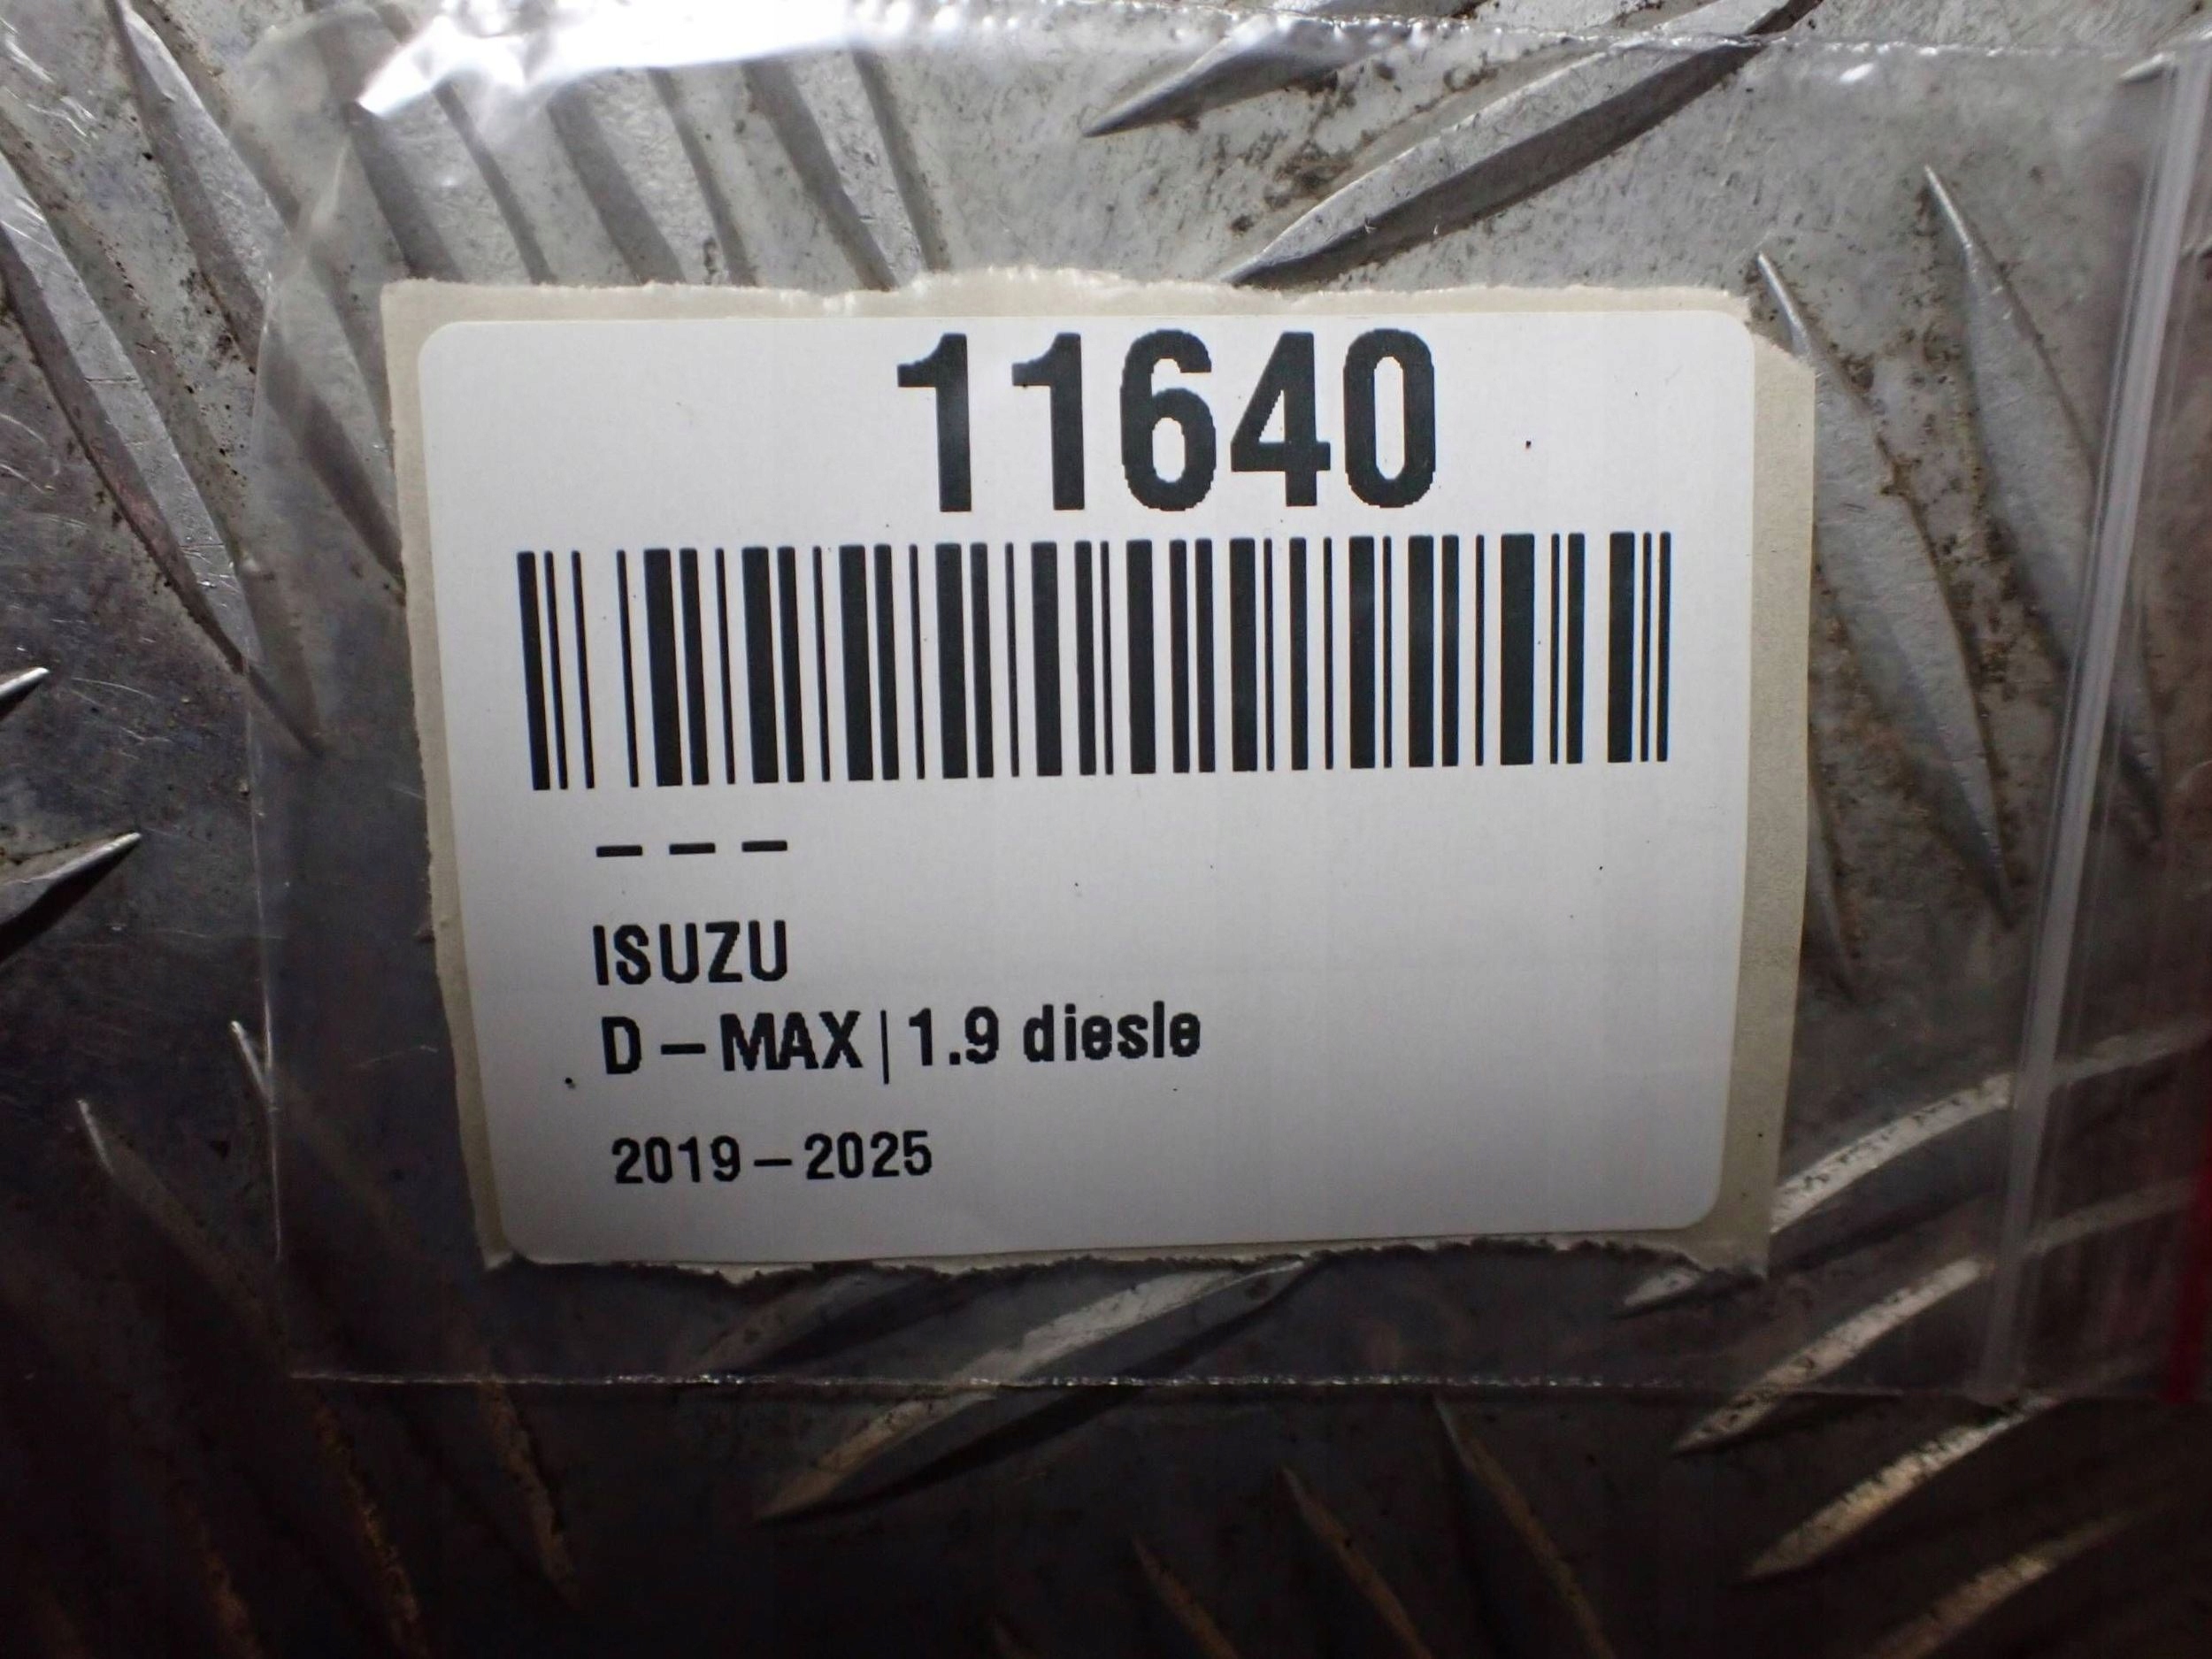 11640
– – –
ISUZU
D–MAX|1.9 diesle
2019–2025